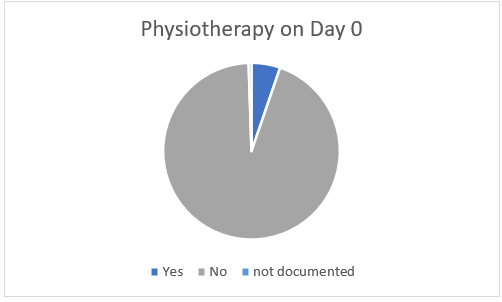 Physiotherapy on Day 0
Yes No not documented